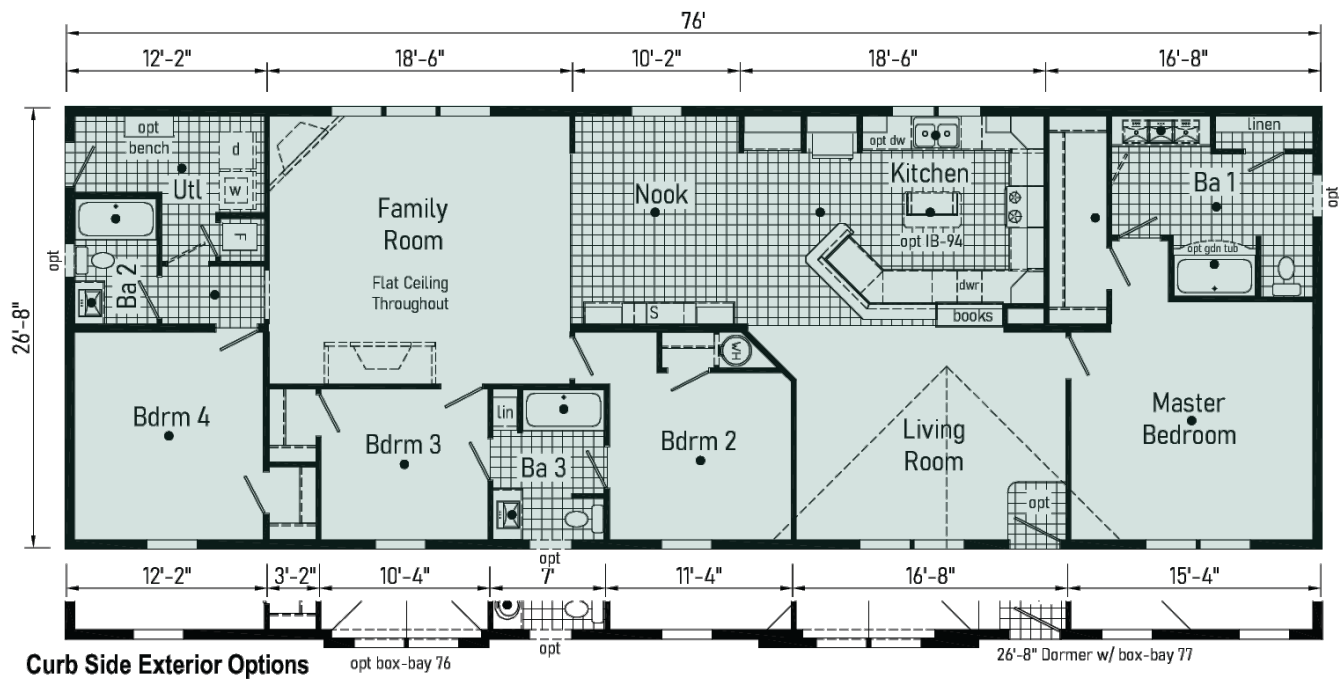 76'
12'-2"
18'-6"
10'-2"
18'-6"
16'-8"
26'-8"
opt
bench
d
w
Utl
F
opt
Ba 2
Family
Room
Flat Ceiling
Throughout
Nook
S
opt dw
Kitchen
opt IB-94
dwr
books
linen
Ba 1
opt
opt gdn tub
WH
Bdrm 4
Bdrm 3
lin
Ba 3
Bdrm 2
Living
Room
opt
Master
Bedroom
opt
12'-2"
3'-2"
10'-4"
7'
11'-4"
16'-8"
15'-4"
Curb Side Exterior Options
opt box-bay 76
opt
26'-8" Dormer w/ box-bay 77